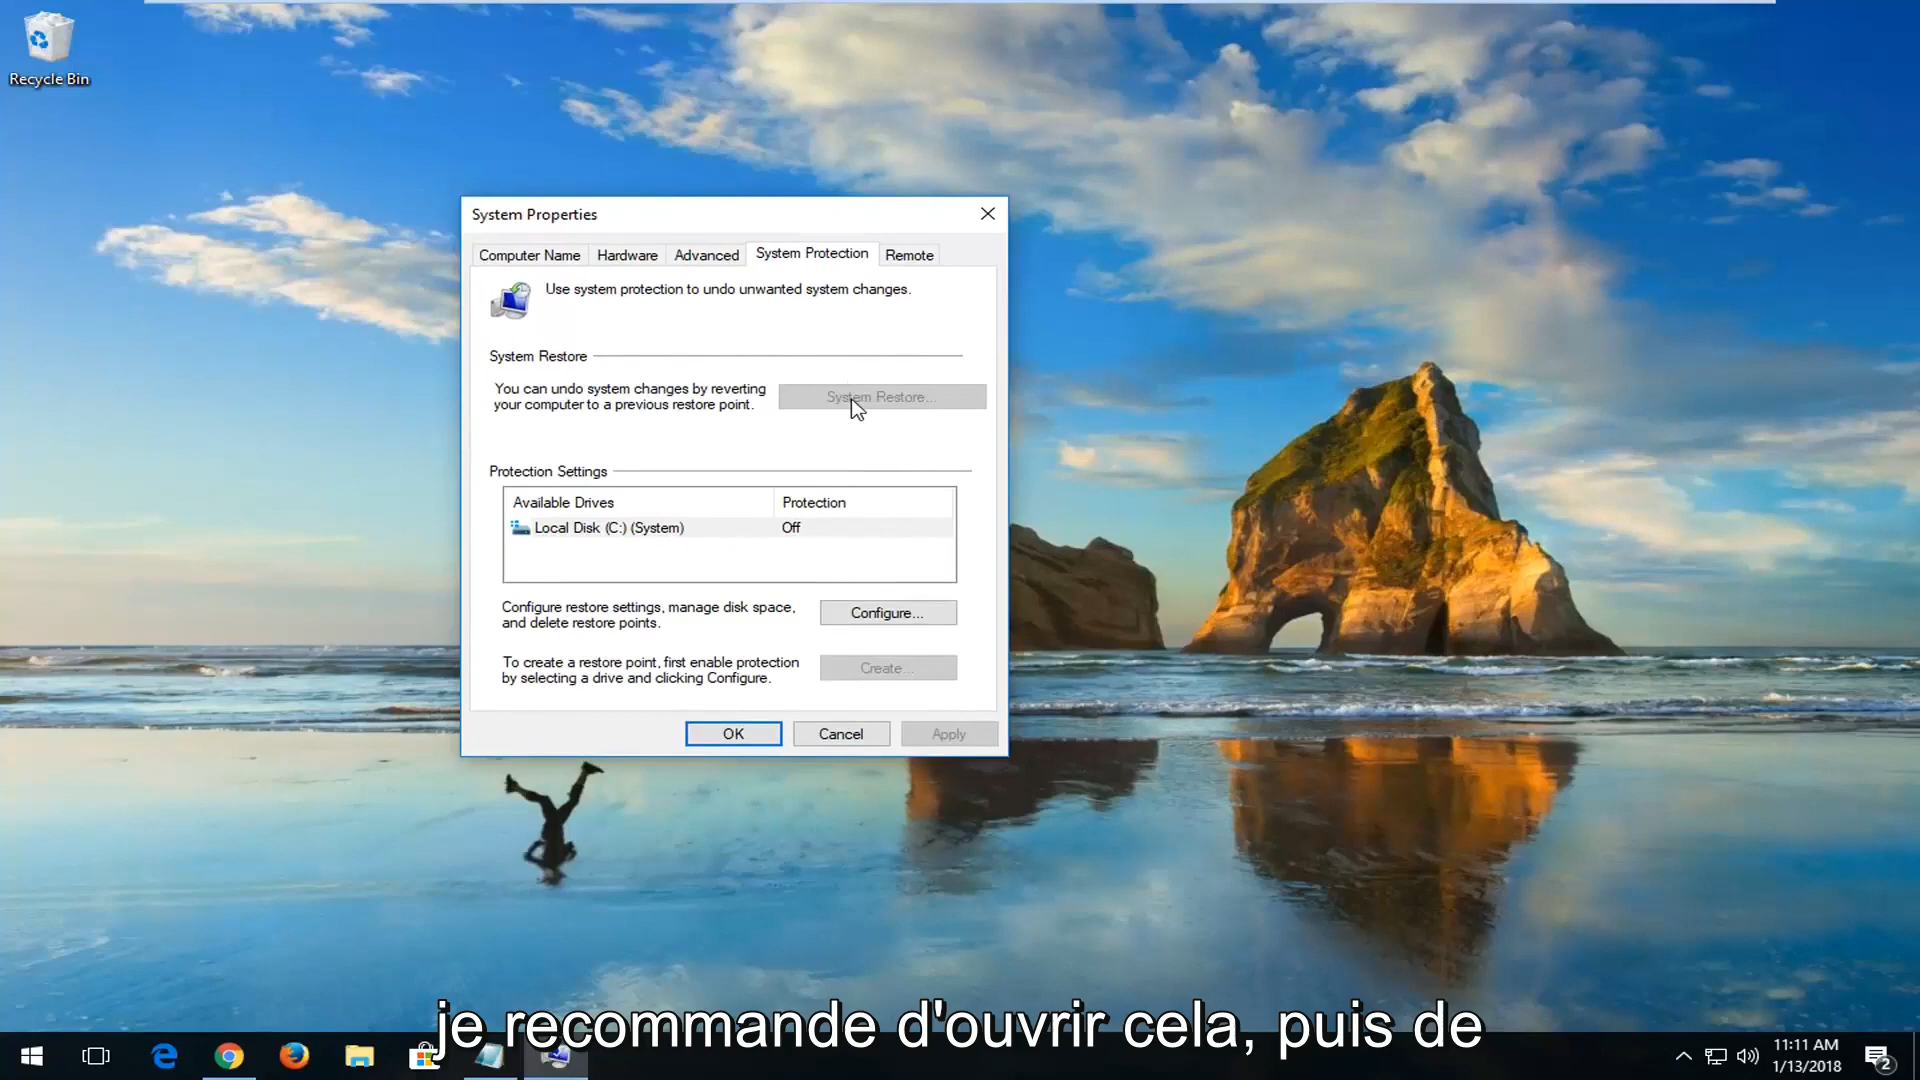 Recycle Bin
System Properties
Computer Name
Hardware
Advanced
System Protection
Remote
Use system protection to undo unwanted system changes.
System Restore
You can undo system changes by reverting
your computer to a previous restore point.
System Restore...
Protection Settings
Available Drives
Protection
Local Disk (C:) (System)
Off
Configure restore settings, manage disk space,
and delete restore points.
Configure...
To create a restore point, first enable protection
by selecting a drive and clicking Configure.
Create...
OK
Cancel
Apply
je recommande d'ouvrir cela, puis de
11:11 AM
1/13/2018
2